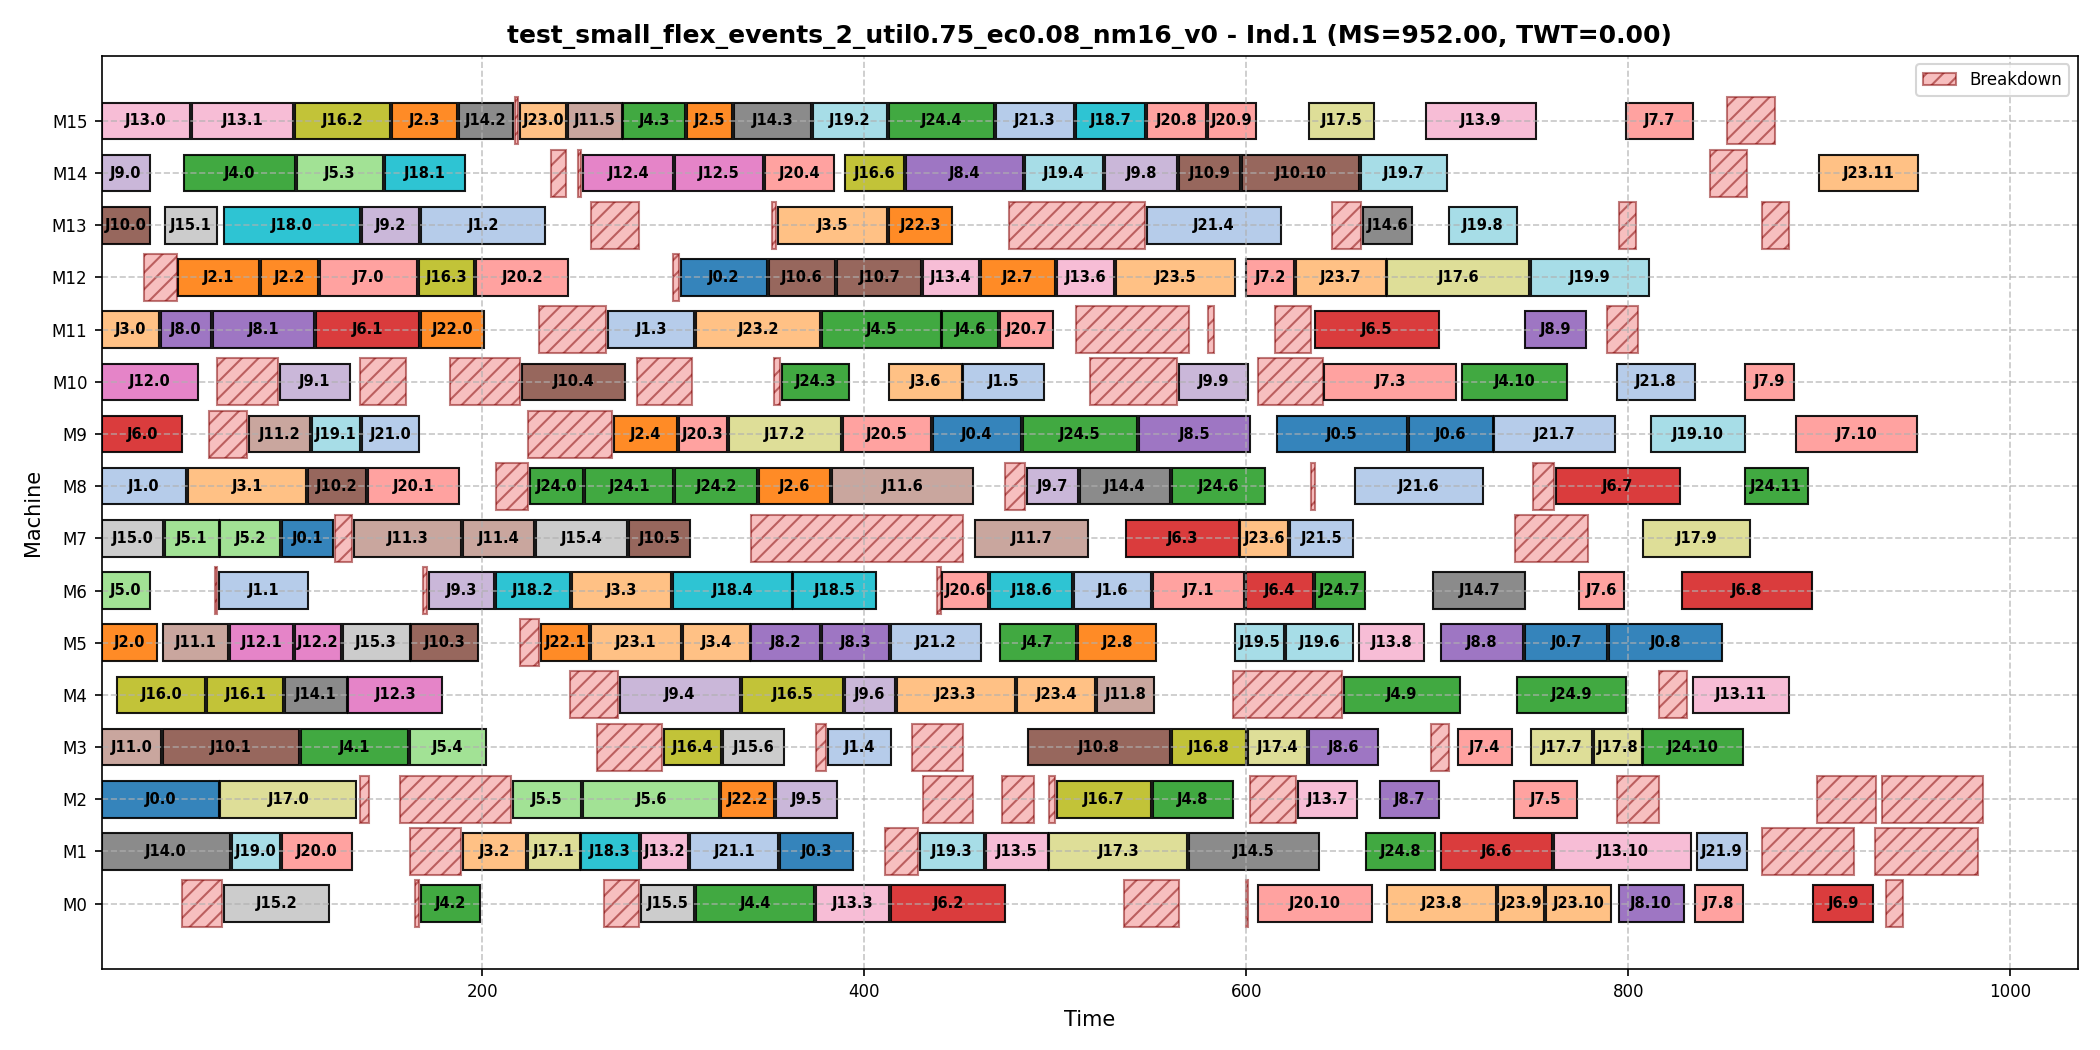 test_small_flex_events_2_util0.75_ec0.08_nm16_v0 - Ind.1 (MS=952.00, TWT=0.00)
Breakdown
M15 J13.0 J13.1 J16.2 J2.3 J14.2 J23.0 J11.5 J4.3 J2.5 J14.3 J19.2 J24.4 J21.3 J18.7 J20.8 J20.9 J17.5 J13.9 J7.7
M14 J9.0 J4.0 J5.3 J18.1 J12.4 J12.5 J20.4 J16.6 J8.4 J19.4 J9.8 J10.9 J10.10 J19.7 J23.11
M13 J10.0 J15.1 J18.0 J9.2 J1.2 J3.5 J22.3 J21.4 J14.6 J19.8
M12 J2.1 J2.2 J7.0 J16.3 J20.2 J0.2 J10.6 J10.7 J13.4 J2.7 J13.6 J23.5 J7.2 J23.7 J17.6 J19.9
M11 J3.0 J8.0 J8.1 J6.1 J22.0 J1.3 J23.2 J4.5 J4.6 J20.7 J6.5 J8.9
M10 J12.0 J9.1 J10.4 J24.3 J3.6 J1.5 J9.9 J7.3 J4.10 J21.8 J7.9
M9 J6.0 J11.2 J19.1 J21.0 J2.4 J20.3 J17.2 J20.5 J0.4 J24.5 J8.5 J0.5 J0.6 J21.7 J19.10 J7.10
M8 J1.0 J3.1 J10.2 J20.1 J24.0 J24.1 J24.2 J2.6 J11.6 J9.7 J14.4 J24.6 J21.6 J6.7 J24.11
M7 J15.0 J5.1 J5.2 J0.1 J11.3 J11.4 J15.4 J10.5 J11.7 J6.3 J23.6 J21.5 J17.9
M6 J5.0 J1.1 J9.3 J18.2 J3.3 J18.4 J18.5 J20.6 J18.6 J1.6 J7.1 J6.4 J24.7 J14.7 J7.6 J6.8
M5 J2.0 J11.1 J12.1 J12.2 J15.3 J10.3 J22.1 J23.1 J3.4 J8.2 J8.3 J21.2 J4.7 J2.8 J19.5 J19.6 J13.8 J8.8 J0.7 J0.8
M4 J16.0 J16.1 J14.1 J12.3 J9.4 J16.5 J9.6 J23.3 J23.4 J11.8 J4.9 J24.9 J13.11
M3 J11.0 J10.1 J4.1 J5.4 J16.4 J15.6 J1.4 J10.8 J16.8 J17.4 J8.6 J7.4 J17.7 J17.8 J24.10
M2 J0.0 J17.0 J5.5 J5.6 J22.2 J9.5 J16.7 J4.8 J13.7 J8.7 J7.5
M1 J14.0 J19.0 J20.0 J3.2 J17.1 J18.3 J13.2 J21.1 J0.3 J19.3 J13.5 J17.3 J14.5 J24.8 J6.6 J13.10 J21.9
M0 J15.2 J4.2 J15.5 J4.4 J13.3 J6.2 J20.10 J23.8 J23.9 J23.10 J8.10 J7.8 J6.9
200 400 600 800 1000
Time
Machine